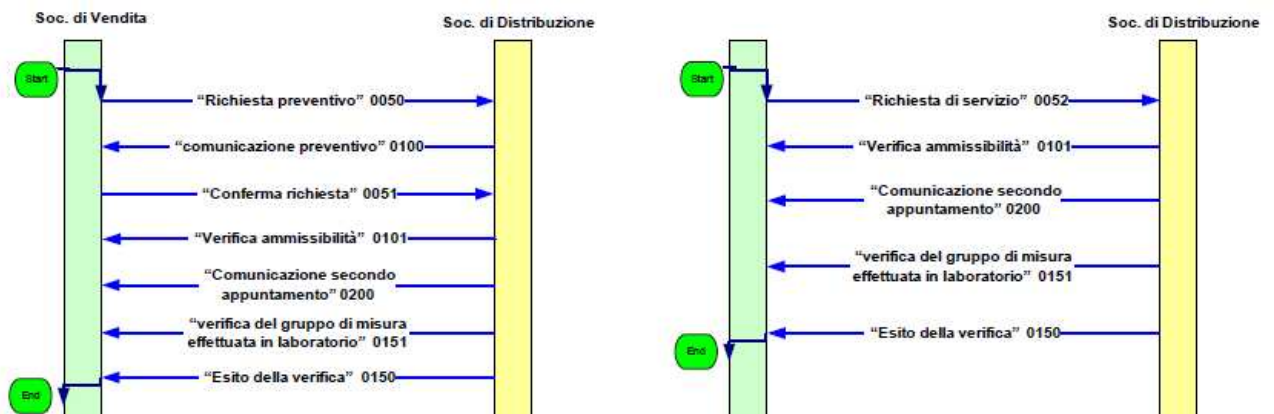 Soc. di Vendita
Soc. di Distribuzione
Start
“Richiesta preventivo” 0050
“comunicazione preventivo” 0100
“Conferma richiesta” 0051
“Verifica ammissibilità” 0101
“Comunicazione secondo
appuntamento” 0200
“verifica del gruppo di misura
effettuata in laboratorio” 0151
“Esito della verifica” 0150
End
Soc. di Distribuzione
Start
“Richiesta di servizio” 0052
“Verifica ammissibilità” 0101
“Comunicazione secondo
appuntamento” 0200
“verifica del gruppo di misura
effettuata in laboratorio” 0151
“Esito della verifica” 0150
End